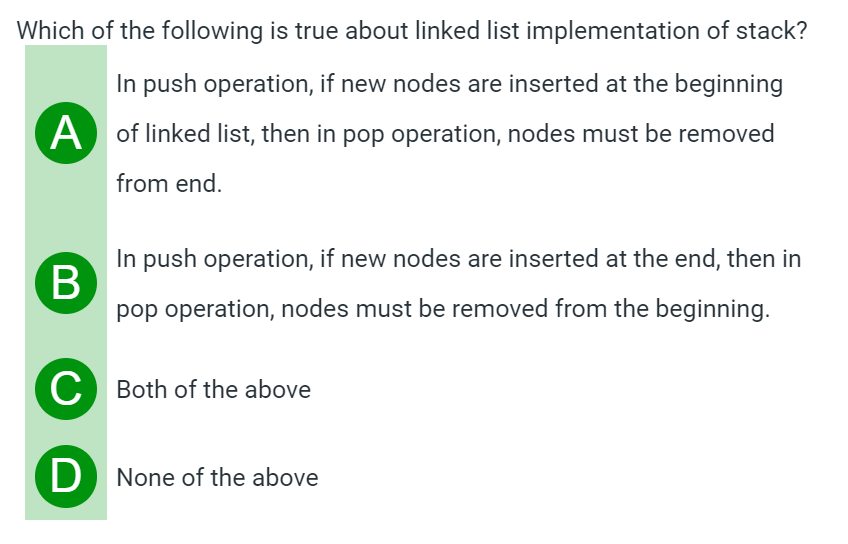 Which of the following is true about linked list implementation of stack?
In push operation, if new nodes are inserted at the beginning
A
of linked list, then in pop operation, nodes must be removed
from end.
In push operation, if new nodes are inserted at the end, then in
B
pop operation, nodes must be removed from the beginning.
C Both of the above
D None of the above